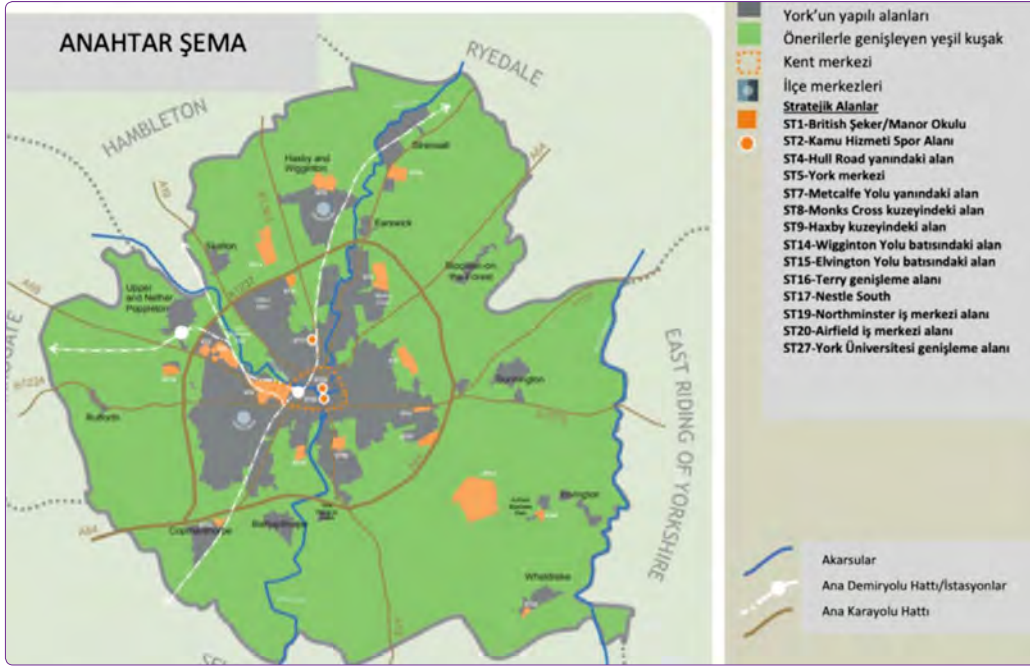 ANAHTAR ŞEMA
RYEDALE
HAMBLETON
Haxby and
Wigginton
Strensall
A64
A19
Earswick
Skelton
Stockton on
the Forest
A1237
Upper
and Nether
Poppleton
A59
EAST RIDING OF YORKSHIRE
Dunnington
Rufforth
Elvington
Copmanthorpe
Bishopthorpe
A64
Wheldrake
York'un yapılı alanları
Önerilerle genişleyen yeşil kuşak
Kent merkezi
İlçe merkezleri
Stratejik Alanlar
ST1-British Şeker/Manor Okulu
ST2-Kamu Hizmeti Spor Alanı
ST4-Hull Road yanındaki alan
ST5-York merkezi
ST7-Metcalfe Yolu yanındaki alan
ST8-Monks Cross kuzeyindeki alan
ST9-Haxby kuzeyindeki alan
ST14-Wigginton Yolu batısındaki alan
ST15-Elvington Yolu batısındaki alan
ST16-Terry genişleme alanı
ST17-Nestle South
ST19-Northminster iş merkezi alanı
ST20-Airfield iş merkezi alanı
ST27-York Üniversitesi genişleme alanı
Akarsular
Ana Demiryolu Hattı/İstasyonlar
Ana Karayolu Hattı